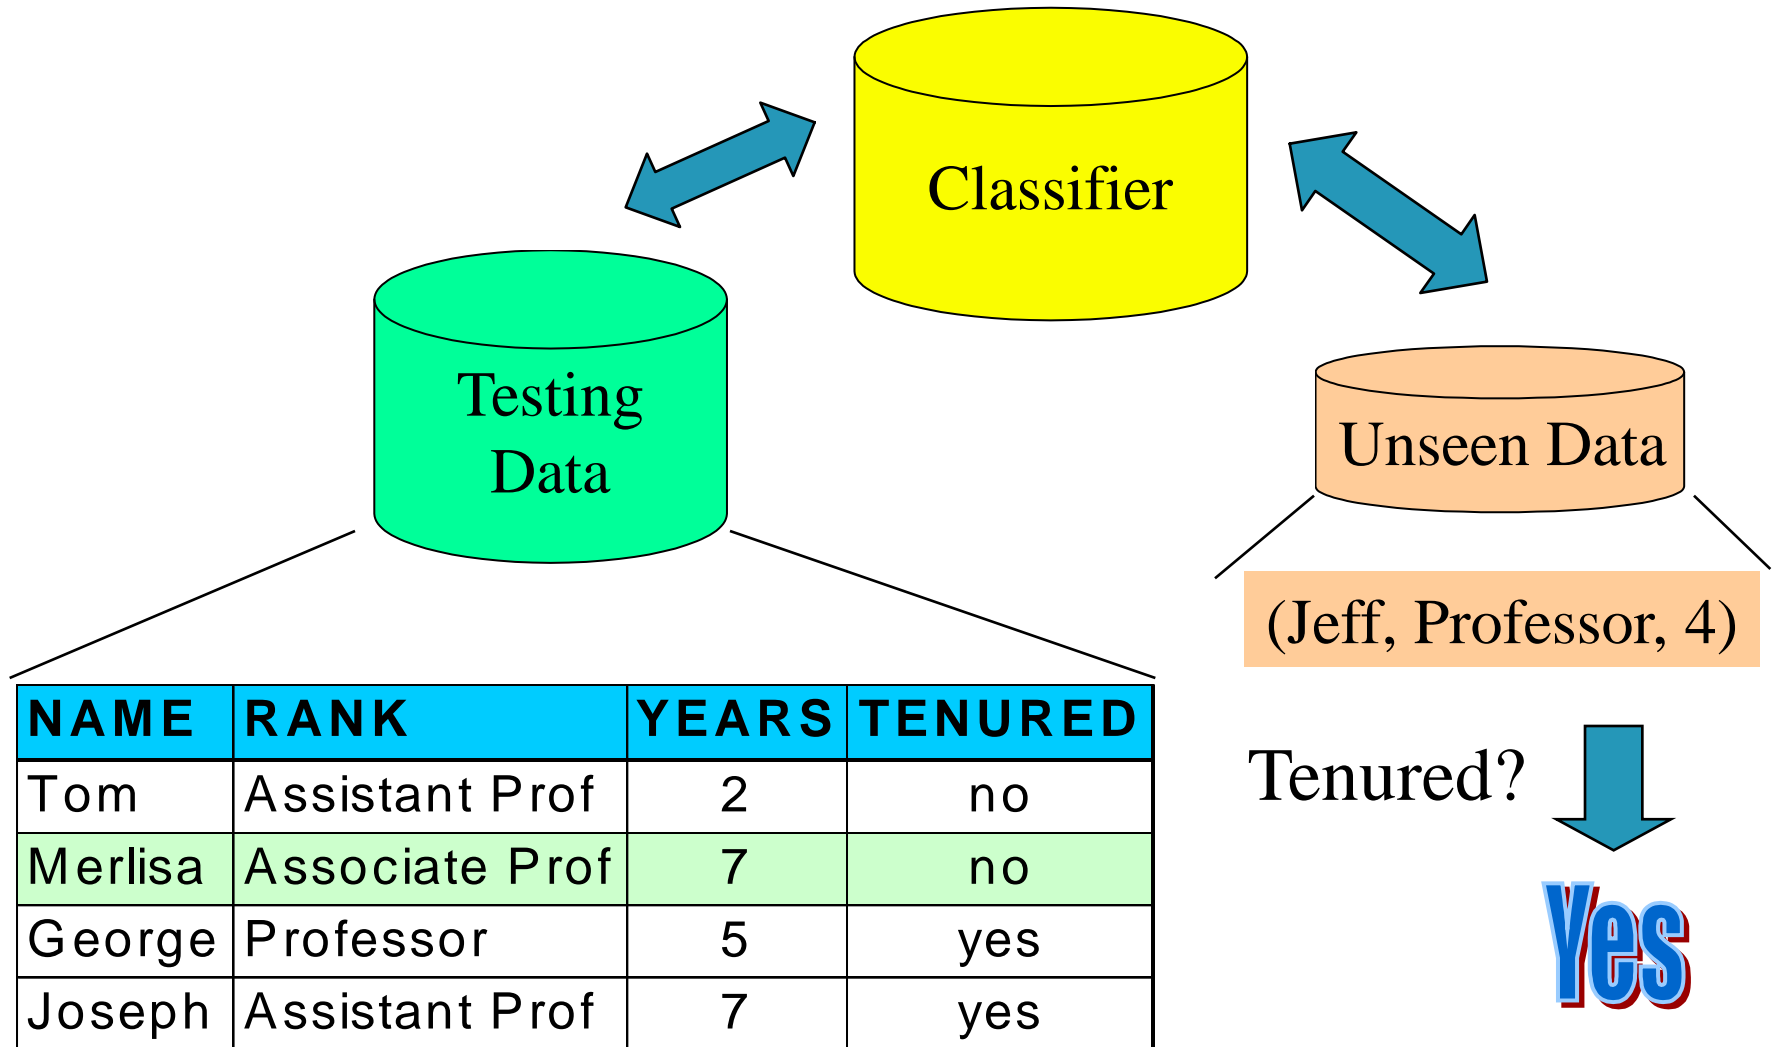 Classifier
Testing
Data
Unseen Data
(Jeff, Professor, 4)
NAME RANK YEARS TENURED
Tom Assistant Prof 2 no
Merlisa Associate Prof 7 no
George Professor 5 yes
Joseph Assistant Prof 7 yes
Tenured?
Yes